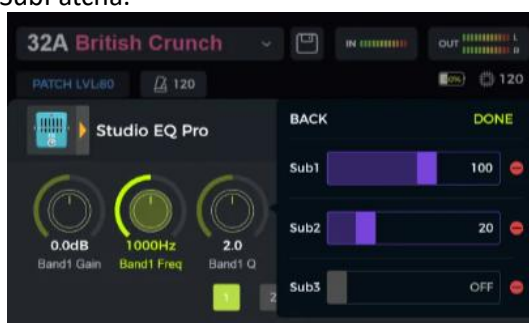 SubPatcha.
32A British Crunch
IN
OUT
L
R
PATCH LVL:80
120
0%
120
Studio EQ Pro
BACK
DONE
Sub1
100
0.0dB
1000Hz
2.0
Band1 Gain
Band1 Freq
Band1 Q
Sub2
20
1
2
Sub3
OFF